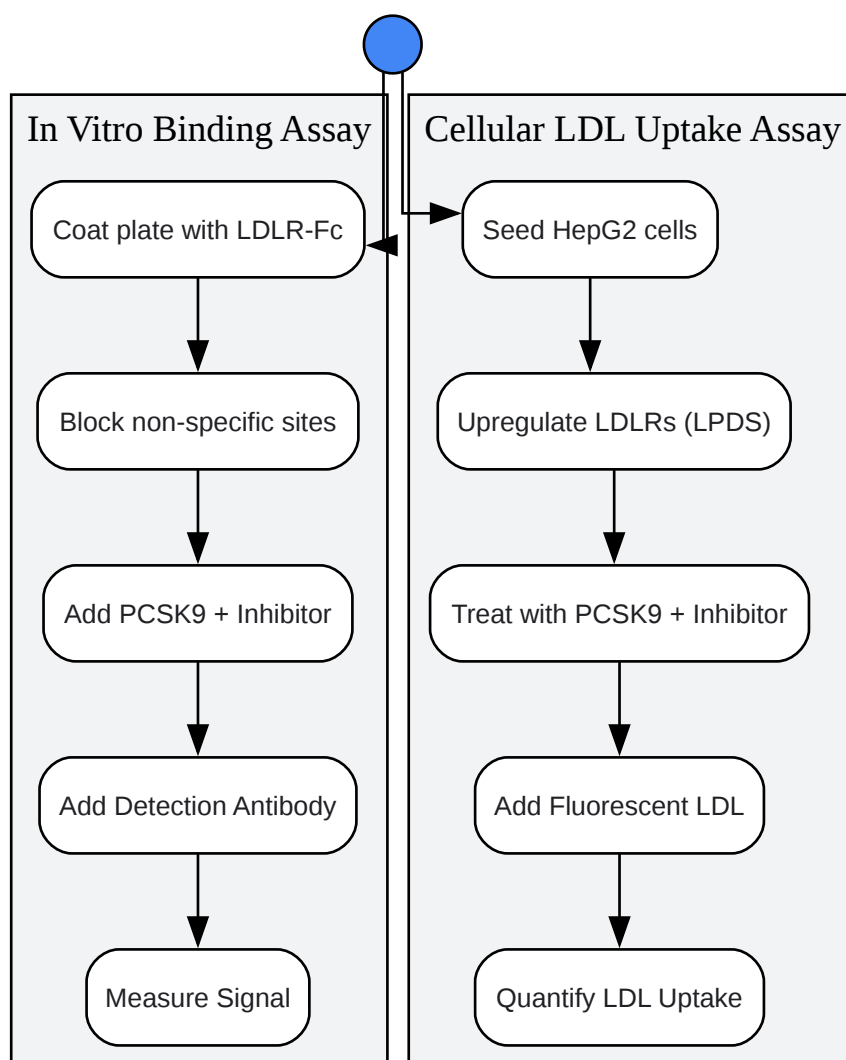 In Vitro Binding Assay
Coat plate with LDLR-Fc
Block non-specific sites
Add PCSK9 + Inhibitor
Add Detection Antibody
Measure Signal
Cellular LDL Uptake Assay
Seed HepG2 cells
Upregulate LDLRs (LPDS)
Treat with PCSK9 + Inhibitor
Add Fluorescent LDL
Quantify LDL Uptake